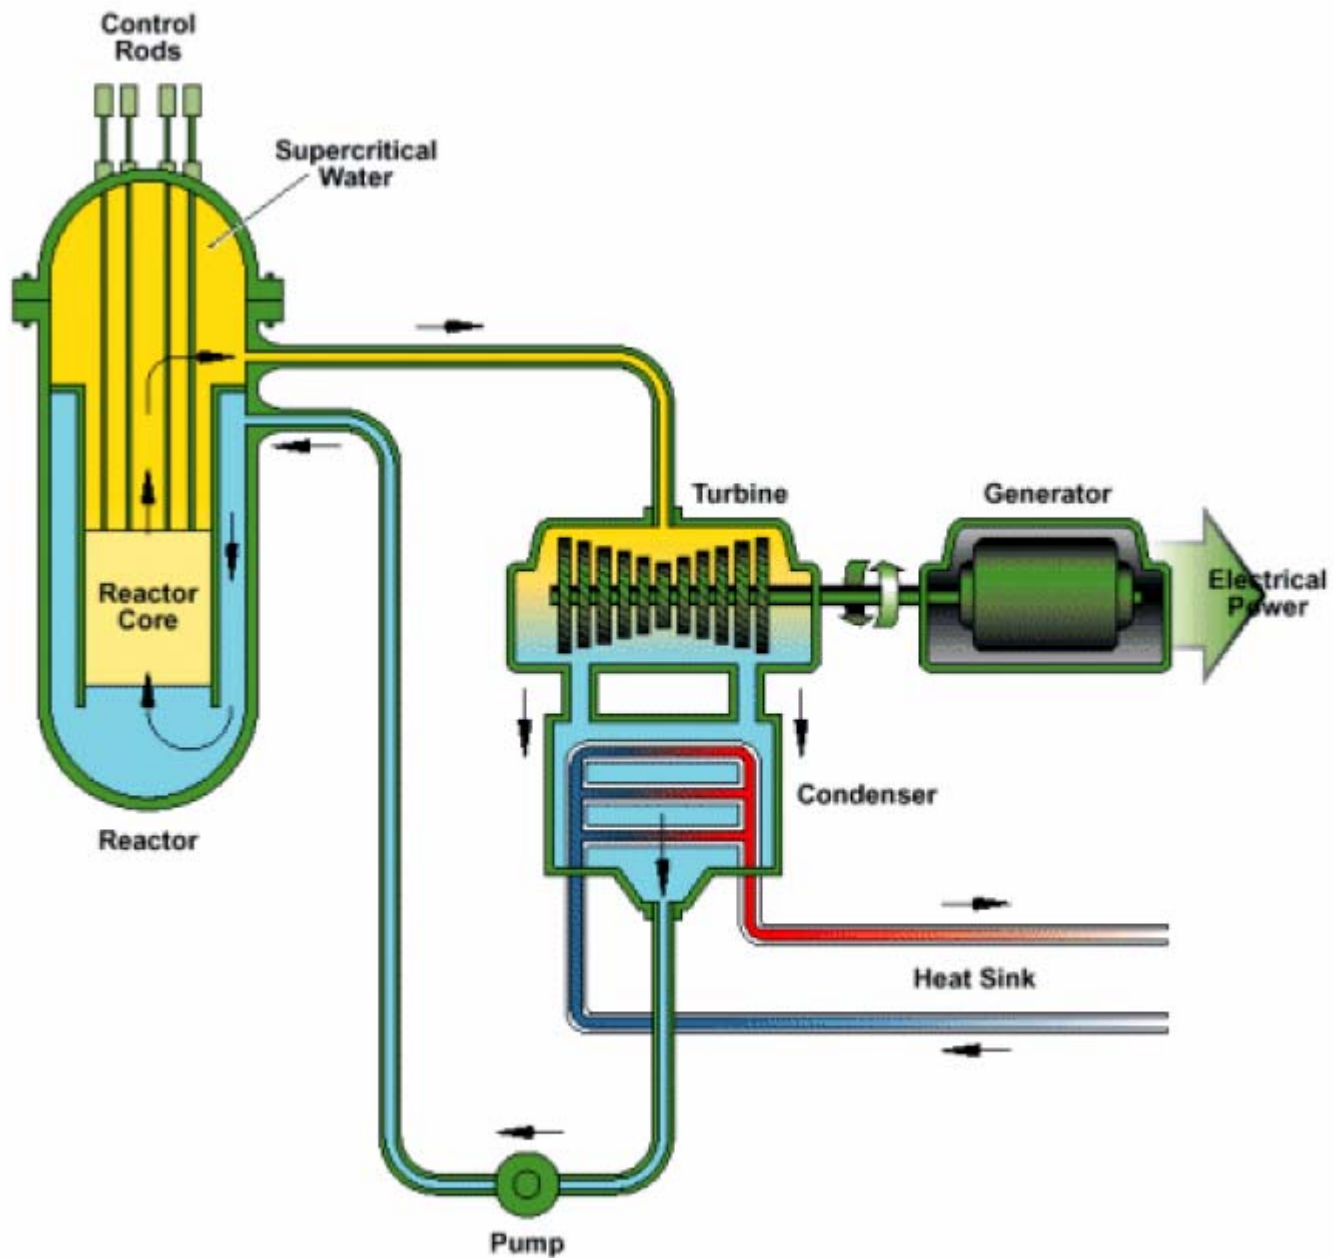 Control
Rods
Supercritical
Water
Turbine
Generator
Reactor
Core
Electrical
Power
Condenser
Reactor
Heat Sink
Pump